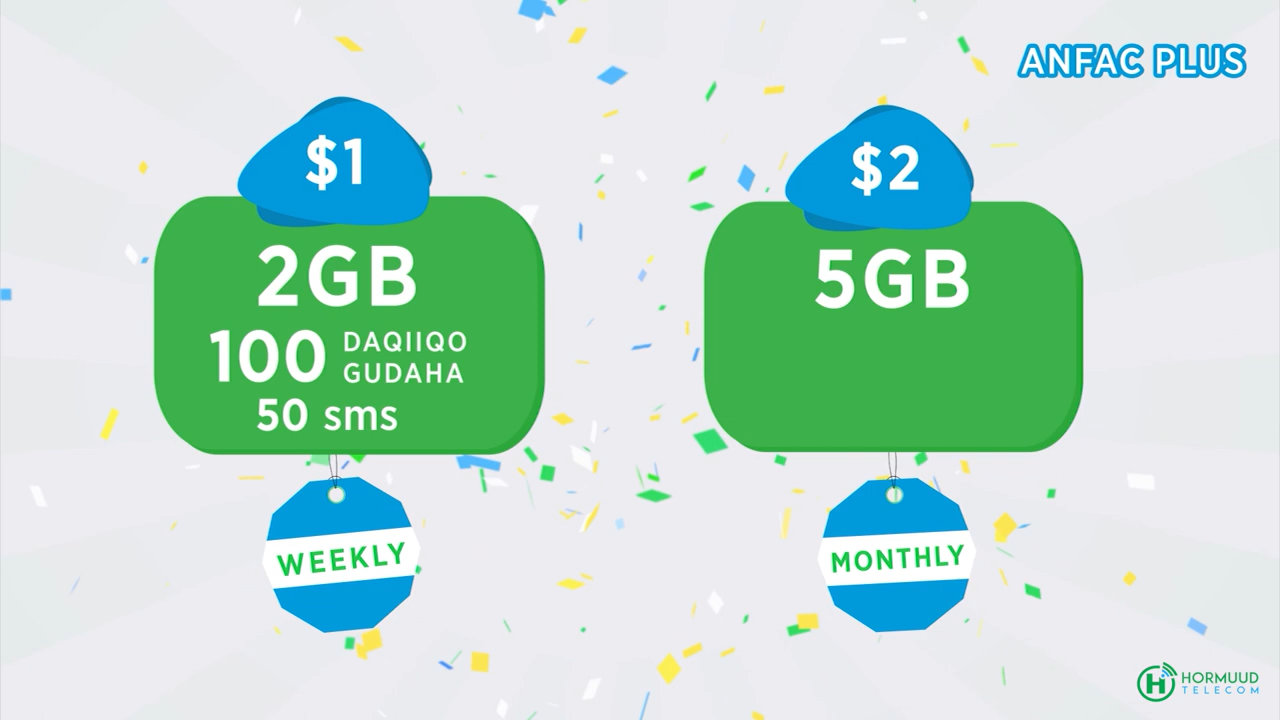 ANFAC PLUS
$1
2GB
100 DAQIIQO
GUDAHA
50 sms
WEEKLY
$2
5GB
MONTHLY
HORMUUD
TELECOM